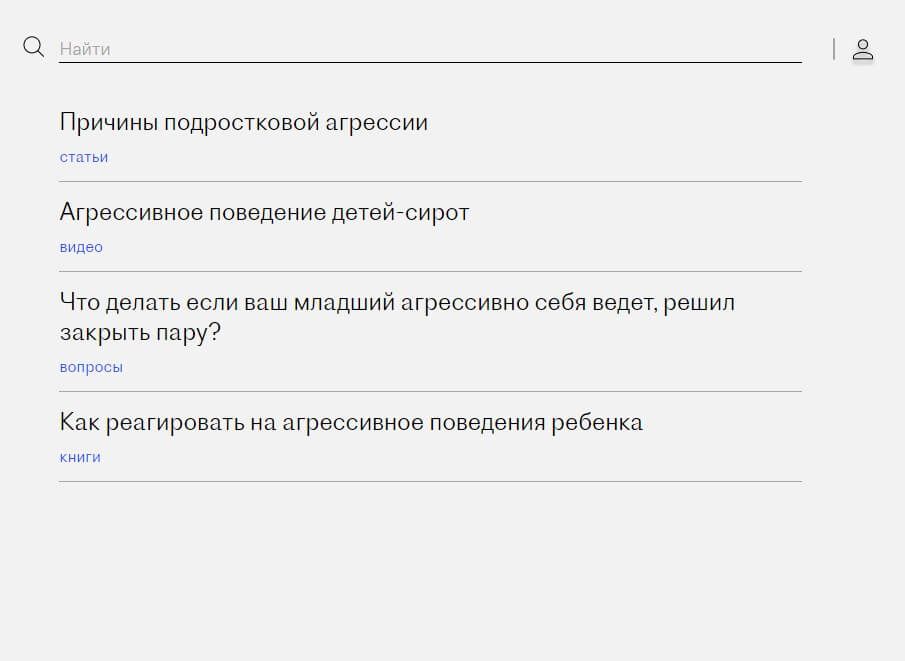 Найти
Причины подростковой агрессии
статьи
Агрессивное поведение детей-сирот
видео
Что делать если ваш младший агрессивно себя ведет, решил
закрыть пару?
вопросы
Как реагировать на агрессивное поведения ребенка
книги